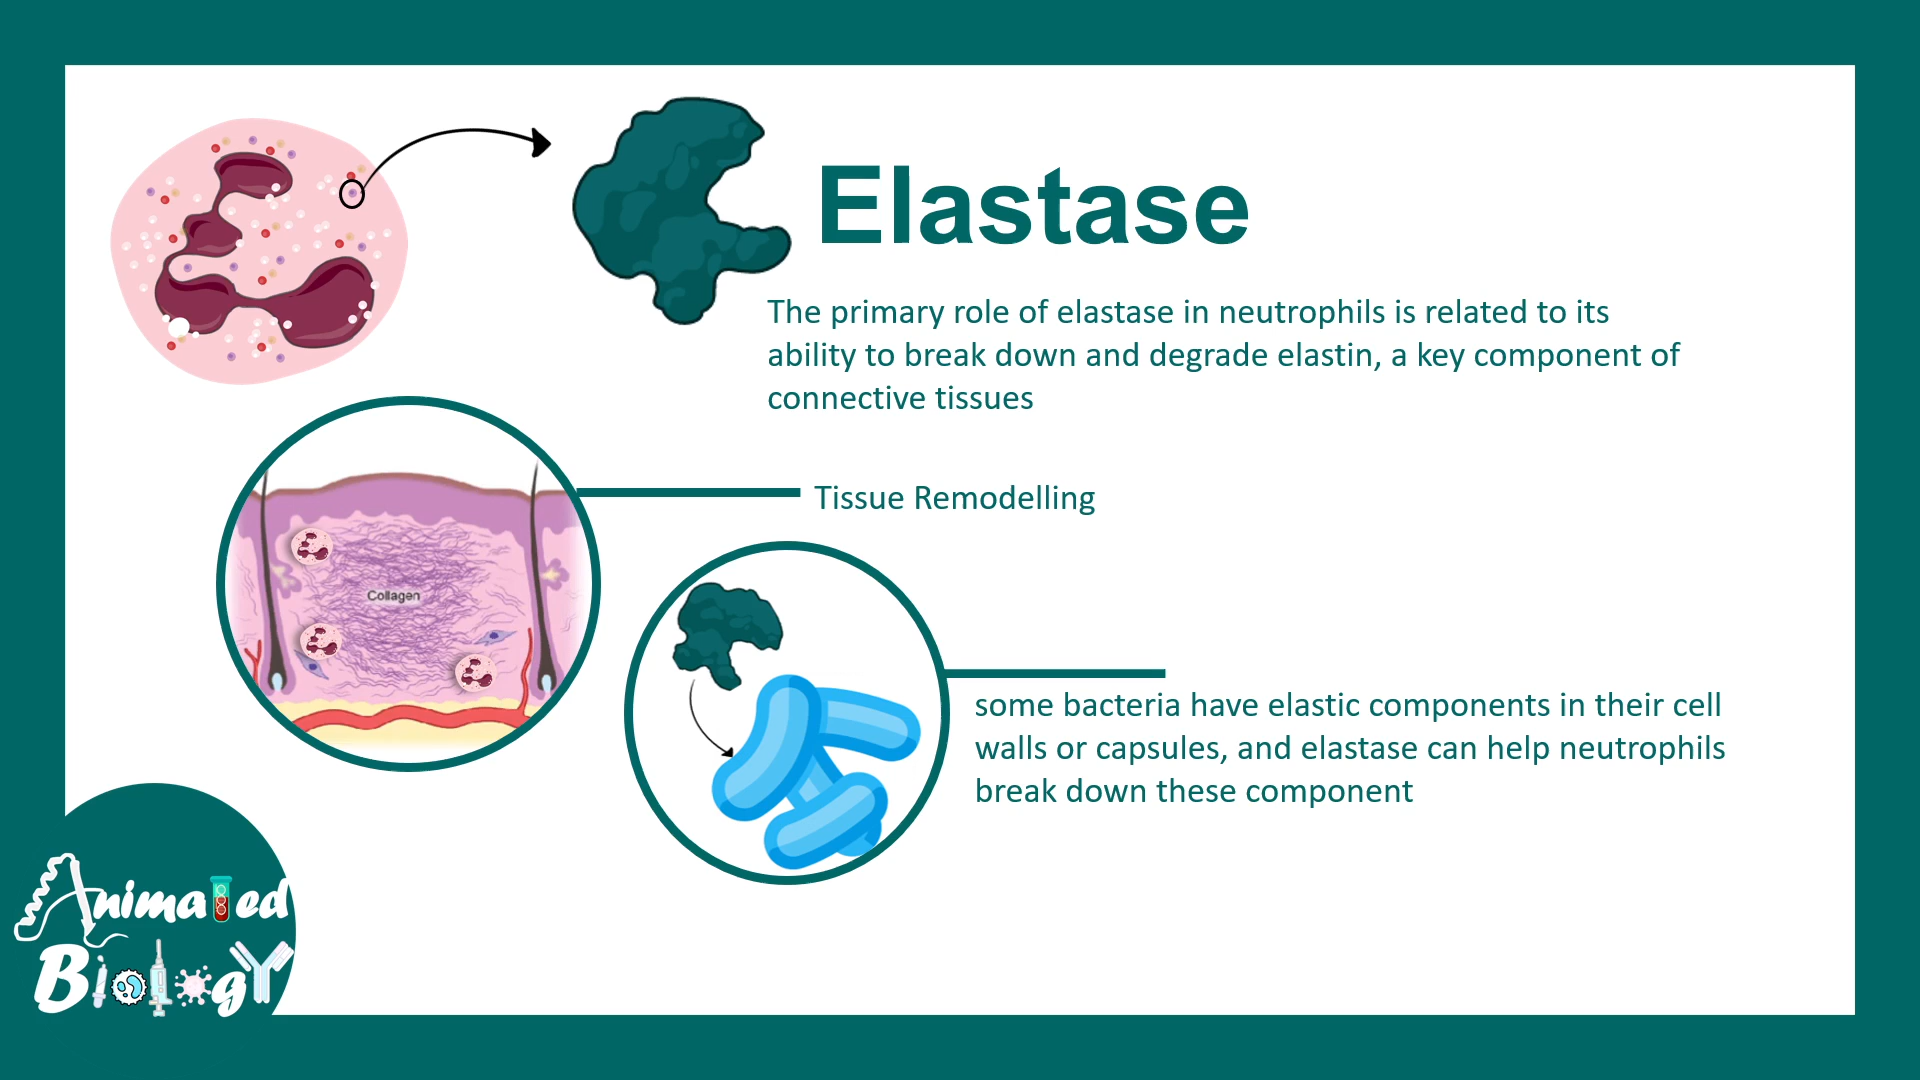 Elastase
The primary role of elastase in neutrophils is related to its
ability to break down and degrade elastin, a key component of
connective tissues
Tissue Remodelling
Collagen
some bacteria have elastic components in their cell
walls or capsules, and elastase can help neutrophils
break down these component
Animated
Biology